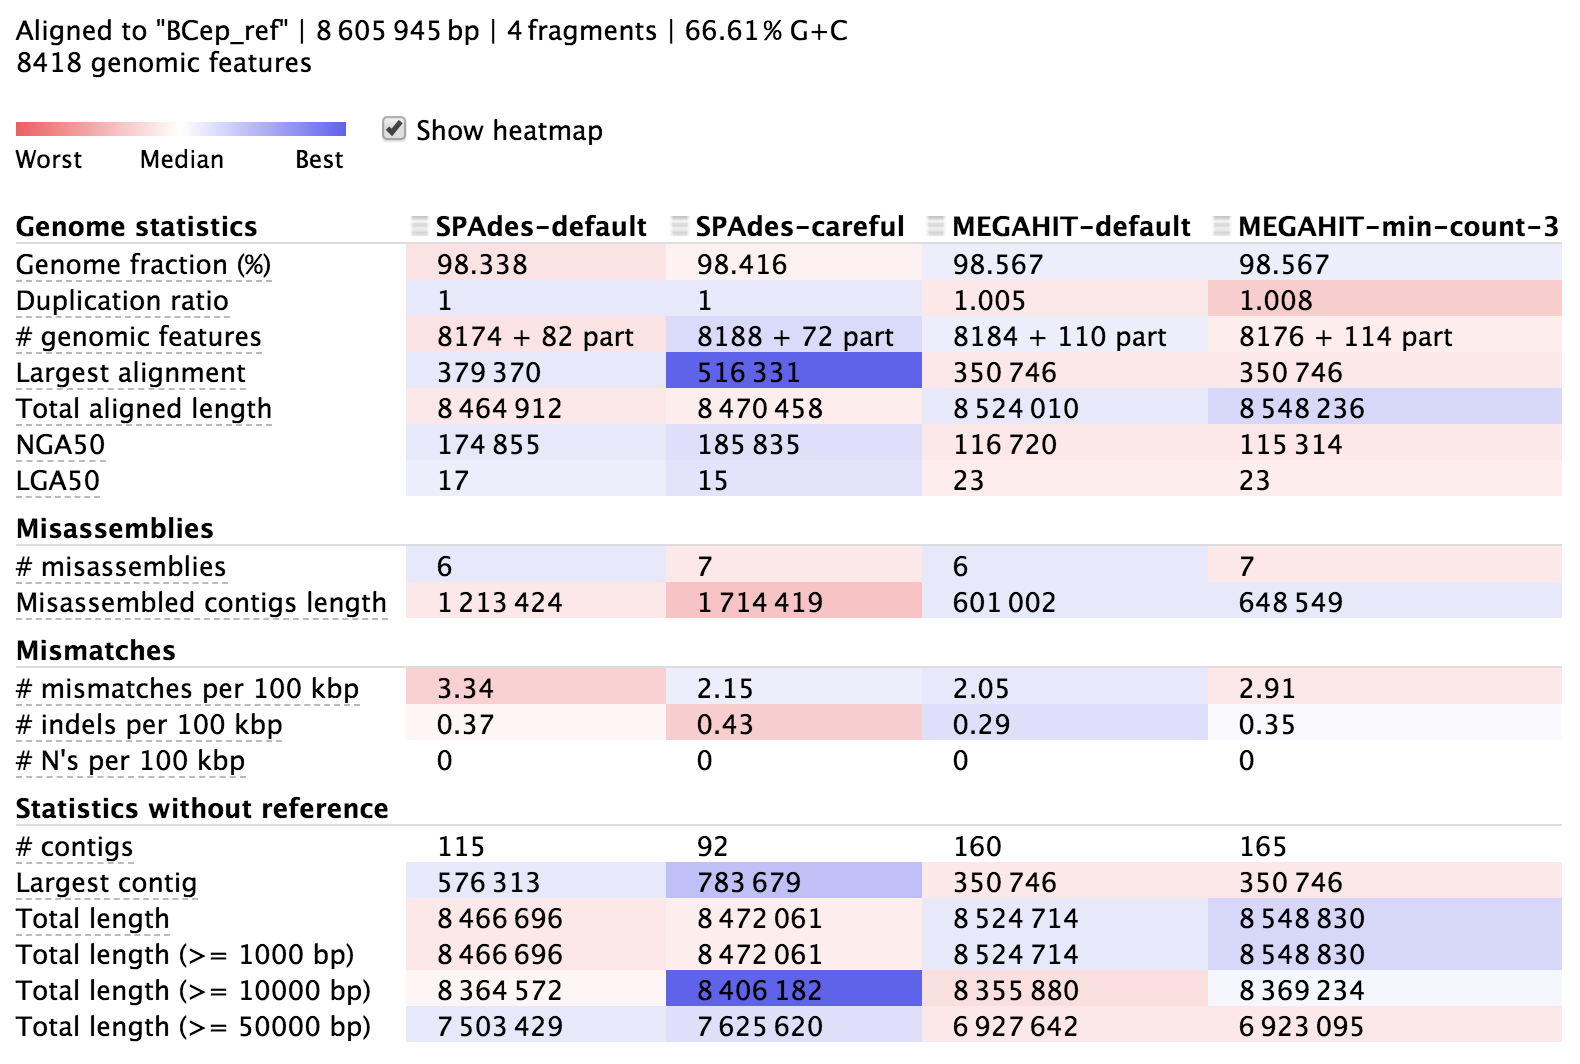 Aligned to "BCep_ref" | 8 605 945 bp | 4 fragments | 66.61% G+C
8418 genomic features
Worst Median Best Show heatmap
Genome statistics SPAdes-default SPAdes-careful MEGAHIT-default MEGAHIT-min-count-3
Genome fraction (%) 98.338 98.416 98.567 98.567
Duplication ratio 1 1 1.005 1.008
# genomic features 8174 + 82 part 8188 + 72 part 8184 + 110 part 8176 + 114 part
Largest alignment 379 370 516 331 350 746 350 746
Total aligned length 8 464 912 8 470 458 8 524 010 8 548 236
NGA50 174 855 185 835 116 720 115 314
LGA50 17 15 23 23
Misassemblies
# misassemblies 6 7 6 7
Misassembled contigs length 1 213 424 1 714 419 601 002 648 549
Mismatches
# mismatches per 100 kbp 3.34 2.15 2.05 2.91
# indels per 100 kbp 0.37 0.43 0.29 0.35
# N's per 100 kbp 0 0 0 0
Statistics without reference
# contigs 115 92 160 165
Largest contig 576 313 783 679 350 746 350 746
Total length 8 466 696 8 472 061 8 524 714 8 548 830
Total length (>= 1000 bp) 8 466 696 8 472 061 8 524 714 8 548 830
Total length (>= 10000 bp) 8 364 572 8 406 182 8 355 880 8 369 234
Total length (>= 50000 bp) 7 503 429 7 625 620 6 927 642 6 923 095